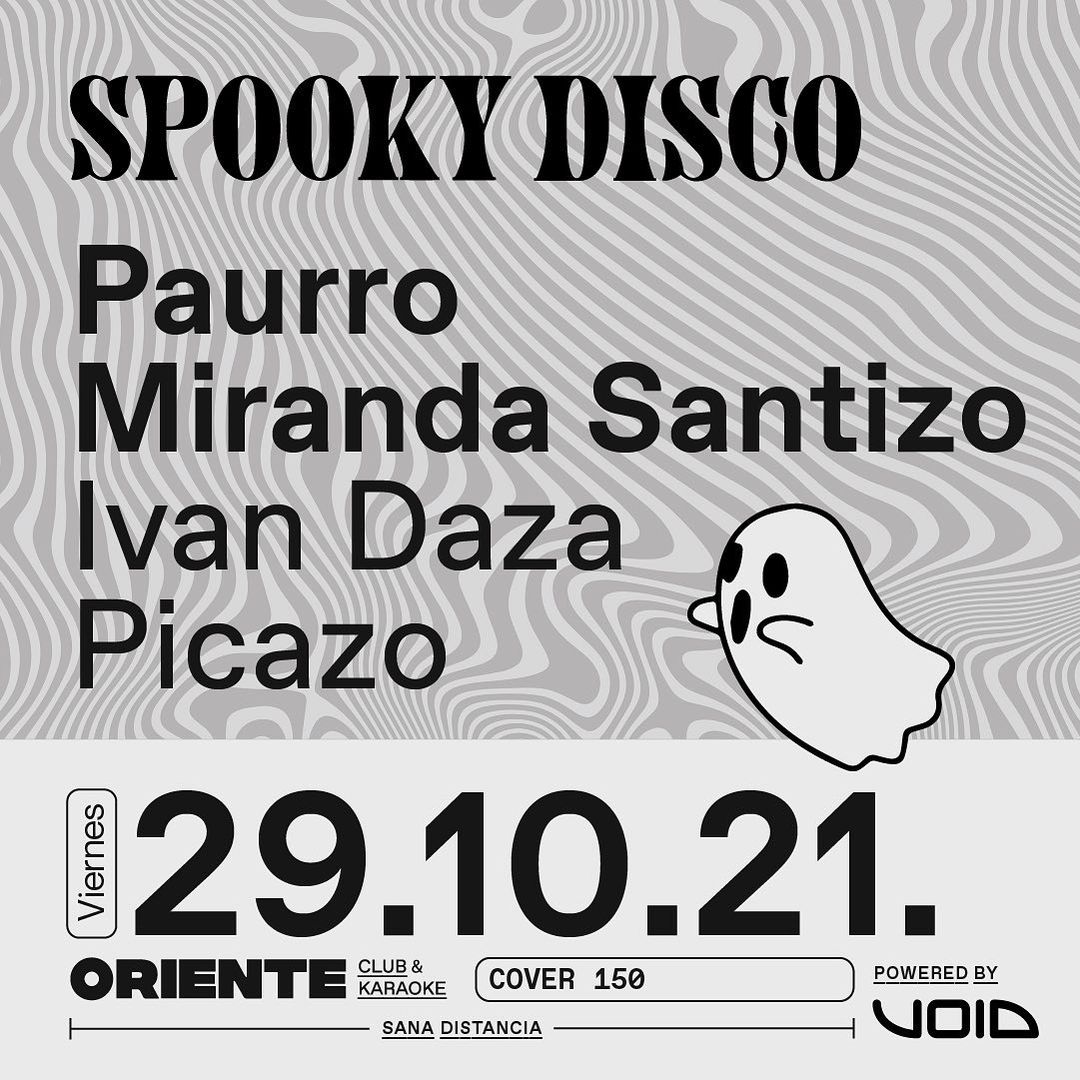 SPOOKY DISCO
Paurro
Miranda Santizo
Ivan Daza
Picazo
Viernes
29.10.21.
ORIENTE
CLUB &
KARAOKE
COVER 150
POWERED BY
VOID
SANA DISTANCIA